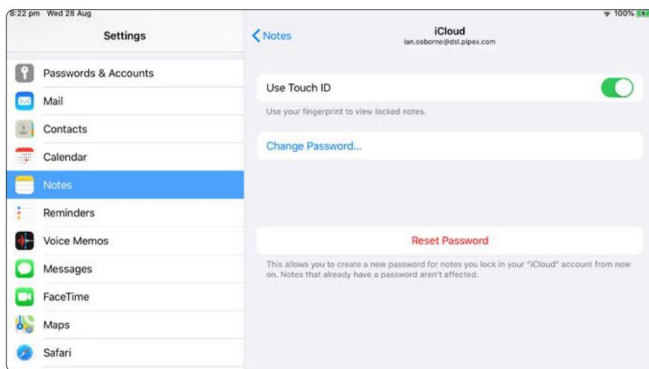 6:22 pm Wed 28 Aug
100%
Settings
Passwords & Accounts
Mail
Contacts
Calendar
Notes
Reminders
Voice Memos
Messages
FaceTime
Maps
Safari
Notes
iCloud
ian.osborne@dsl.pipex.com
Use Touch ID
Use your fingerprint to view locked notes.
Change Password...
Reset Password
This allows you to create a new password for notes you lock in your "iCloud" account from now
on. Notes that already have a password aren't affected.